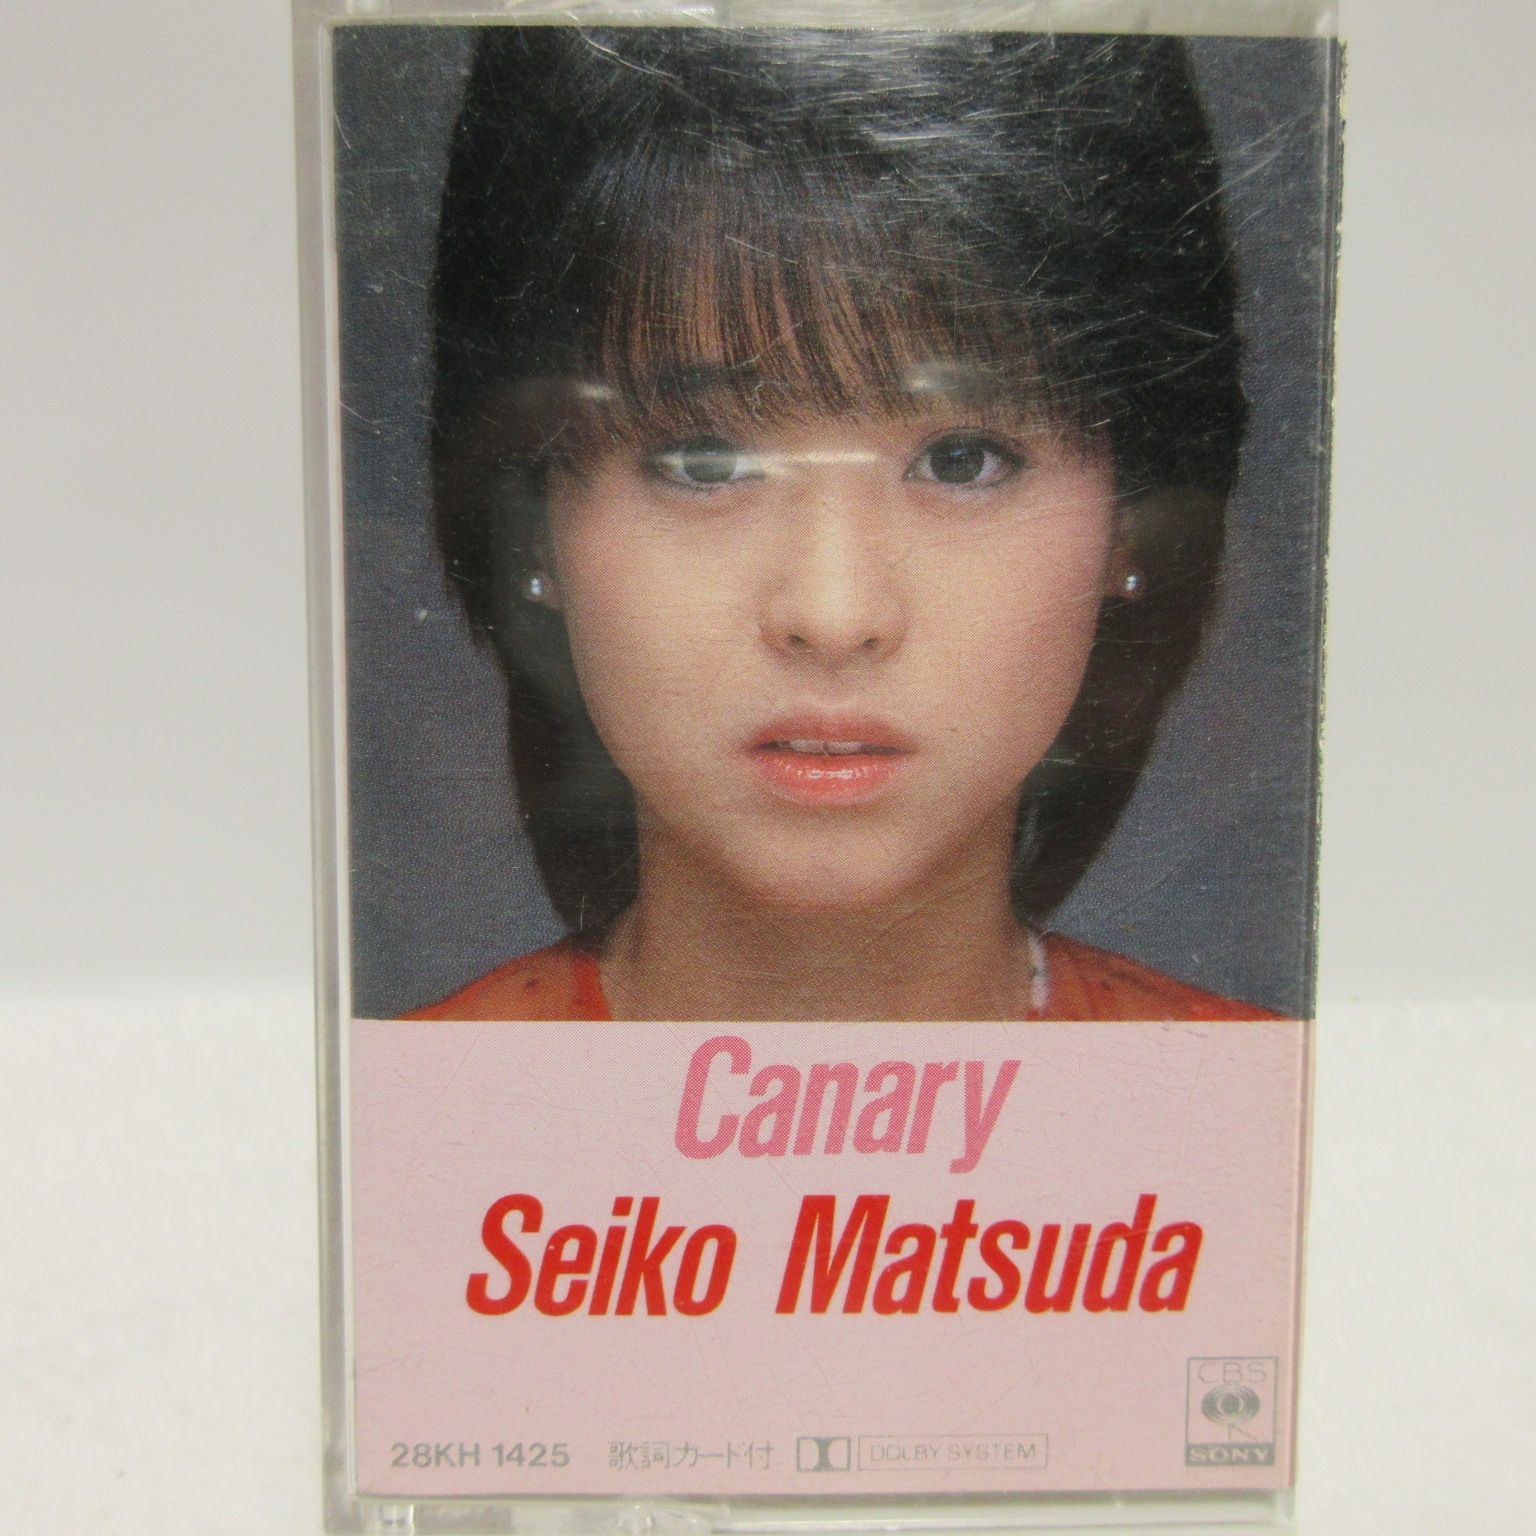 Canary
Seiko Matsuda
CBS
SONY
28KH 1425 歌詞カード付 DOLBY SYSTEM